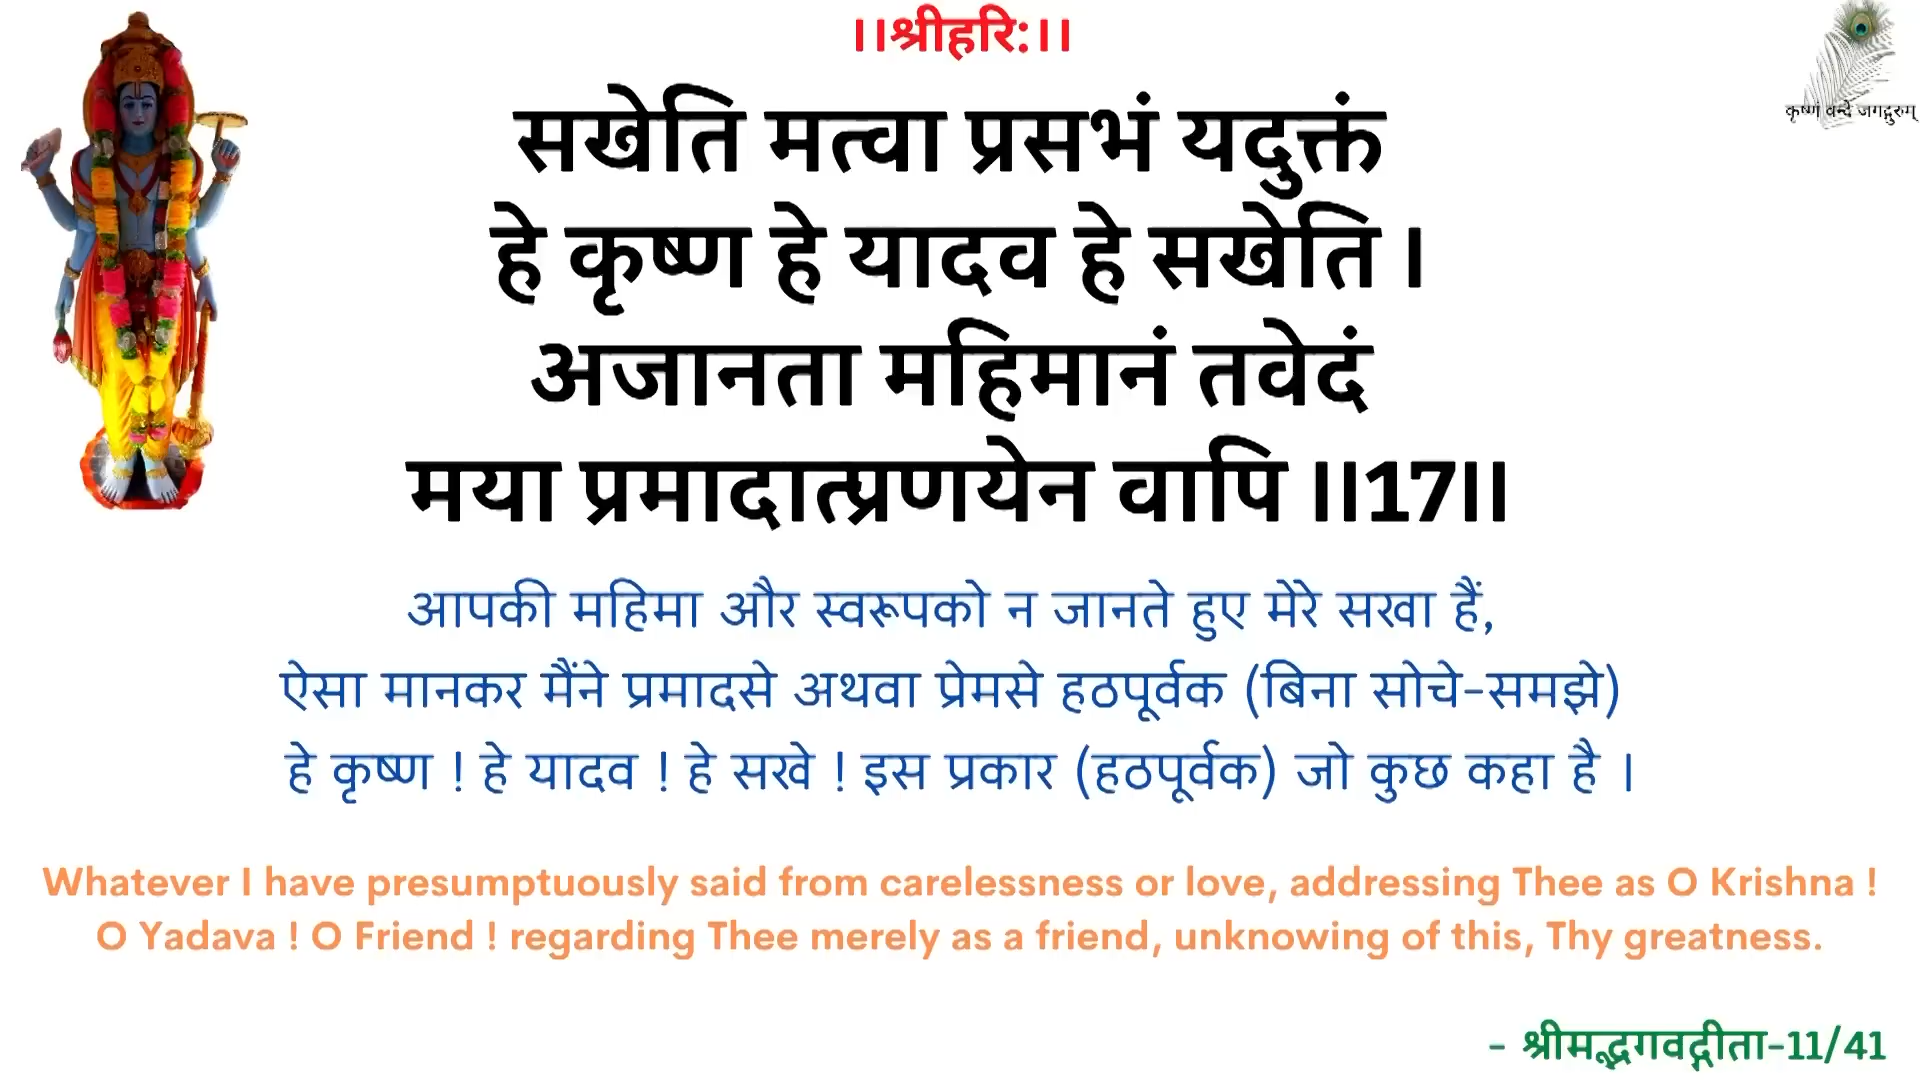 ।।श्रीहरि:।।
कृष्णं वन्दे जगद्गुरुम्
सखेति मत्वा प्रसभं यदुक्तं
हे कृष्ण हे यादव हे सखेति ।
अजानता महिमानं तवेदं
मया प्रमादात्प्रणयेन वापि ।।17।।
आपकी महिमा और स्वरूपको न जानते हुए मेरे सखा हैं,
ऐसा मानकर मैंने प्रमादसे अथवा प्रेमसे हठपूर्वक (बिना सोचे-समझे)
हे कृष्ण ! हे यादव ! हे सखे ! इस प्रकार (हठपूर्वक) जो कुछ कहा है ।
Whatever I have presumptuously said from carelessness or love, addressing Thee as O Krishna !
O Yadava ! O Friend ! regarding Thee merely as a friend, unknowing of this, Thy greatness.
- श्रीमद्भगवद्गीता-11/41